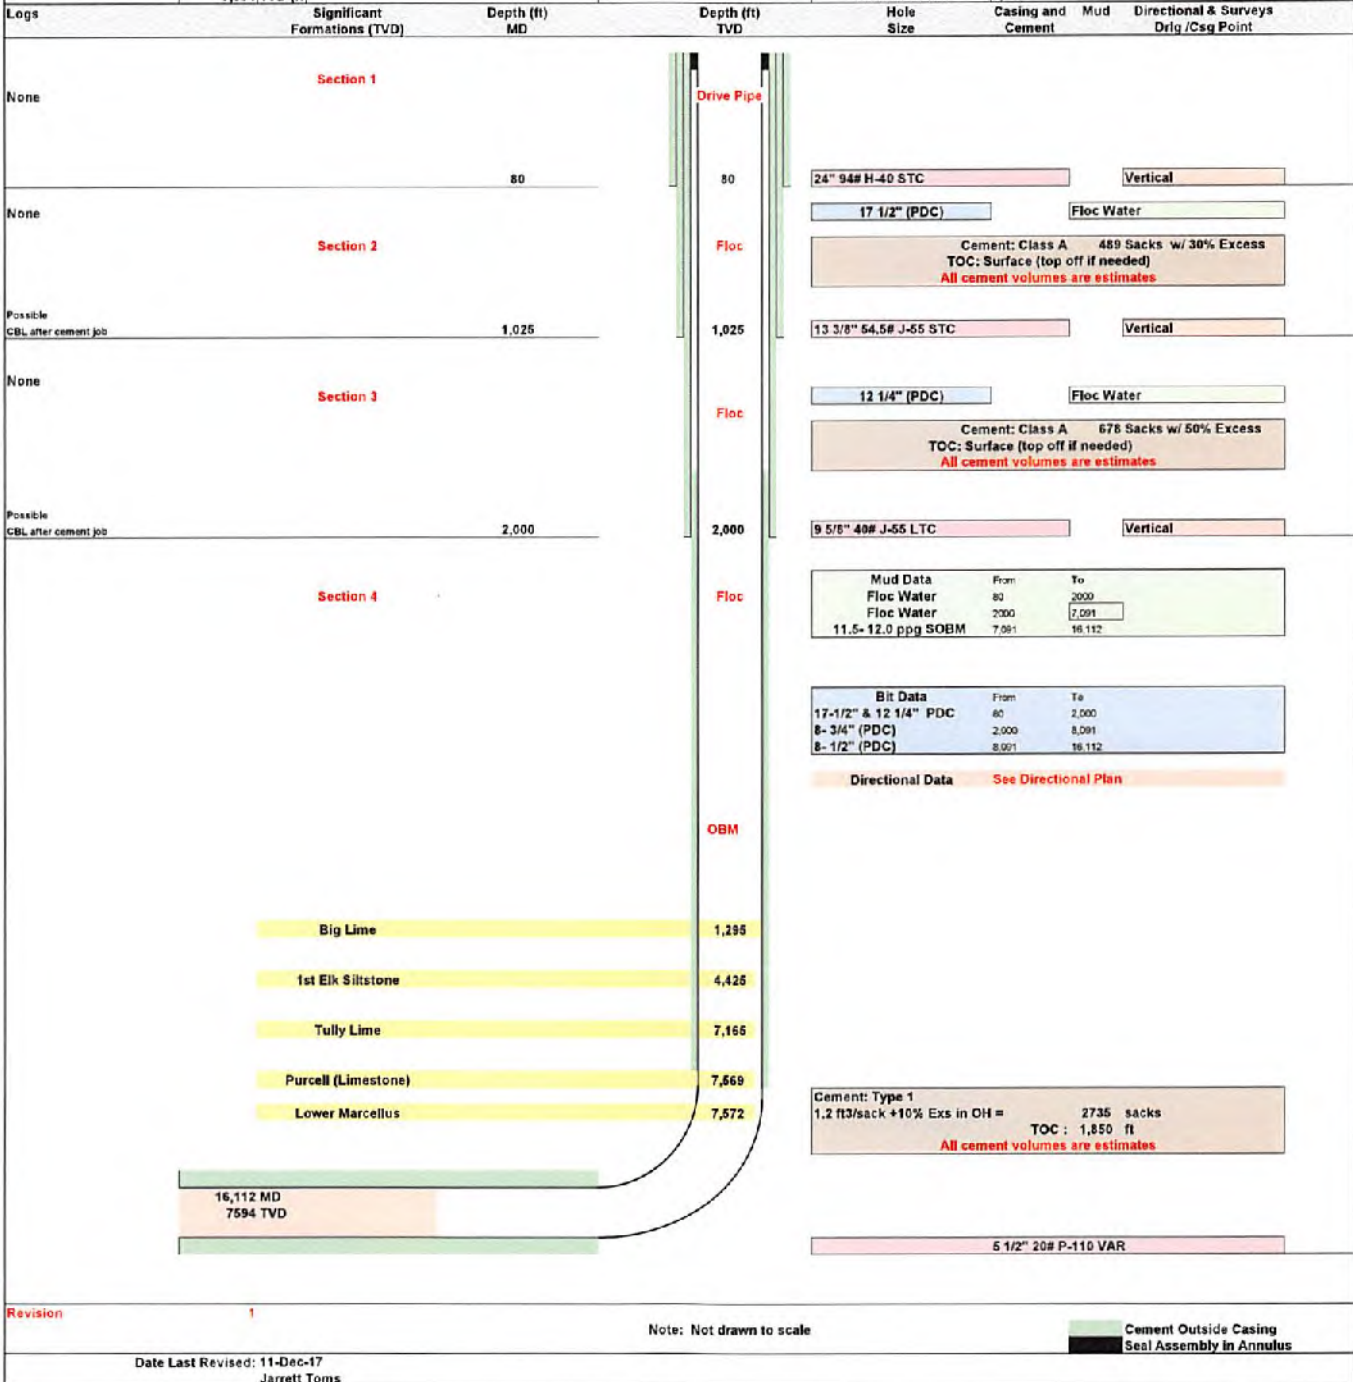 Logs Significant Formations (TVD) Depth (ft) MD Depth (ft) TVD Hole Size Casing and Cement Mud Directional & Surveys Drlg /Csg Point
Section 1
None
Drive Pipe
80 80 24" 94# H-40 STC Vertical
None 17 1/2" (PDC) Floc Water
Section 2 Floc
Cement: Class A 489 Sacks w/ 30% Excess
TOC: Surface (top off if needed)
All cement volumes are estimates
Possible
CBL after cement job 1,025 1,025 13 3/8" 54.5# J-55 STC Vertical
None
Section 3 12 1/4" (PDC) Floc Water
Floc
Cement: Class A 678 Sacks w/ 50% Excess
TOC: Surface (top off if needed)
All cement volumes are estimates
Possible
CBL after cement job 2,000 2,000 9 5/8" 40# J-55 LTC Vertical
Mud Data From To
Section 4 Floc
Floc Water 80 2000
Floc Water 2000 7,091
11.5- 12.0 ppg SOBM 7,091 16,112
Bit Data From To
17-1/2" & 12 1/4" PDC 80 2,000
8- 3/4" (PDC) 2,000 8,091
8- 1/2" (PDC) 8,091 16,112
Directional Data See Directional Plan
OBM
Big Lime 1,295
1st Elk Siltstone 4,425
Tully Lime 7,165
Purcell (Limestone) 7,569
Lower Marcellus 7,572
Cement: Type 1
1.2 ft3/sack +10% Exs in OH = 2735 sacks
TOC : 1,850 ft
All cement volumes are estimates
16,112 MD
7594 TVD
5 1/2" 20# P-110 VAR
Revision 1
Note: Not drawn to scale
Cement Outside Casing
Seal Assembly in Annulus
Date Last Revised: 11-Dec-17
Jarrett Toms